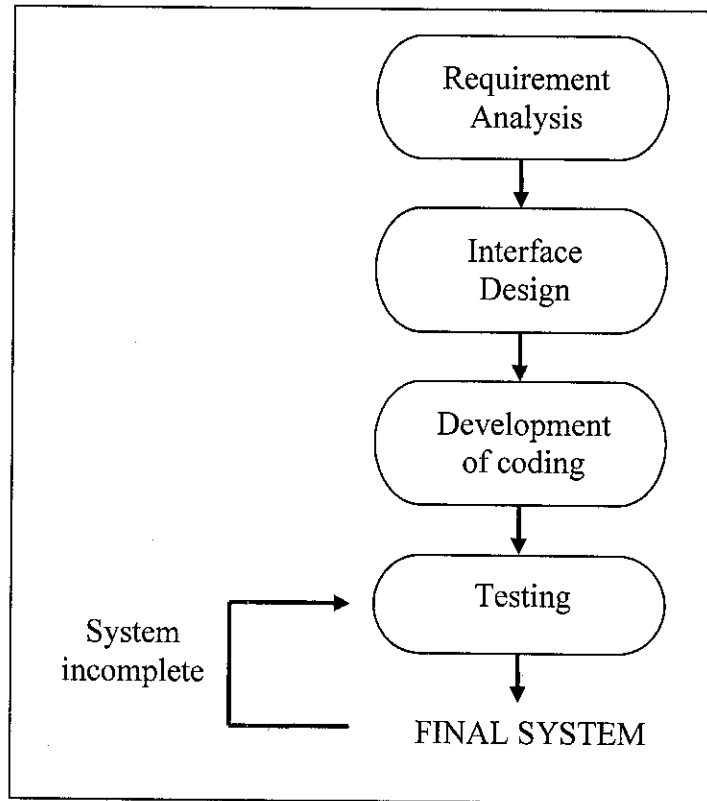 Requirement
Analysis
Interface
Design
Development
of coding
Testing
System
incomplete
FINAL SYSTEM